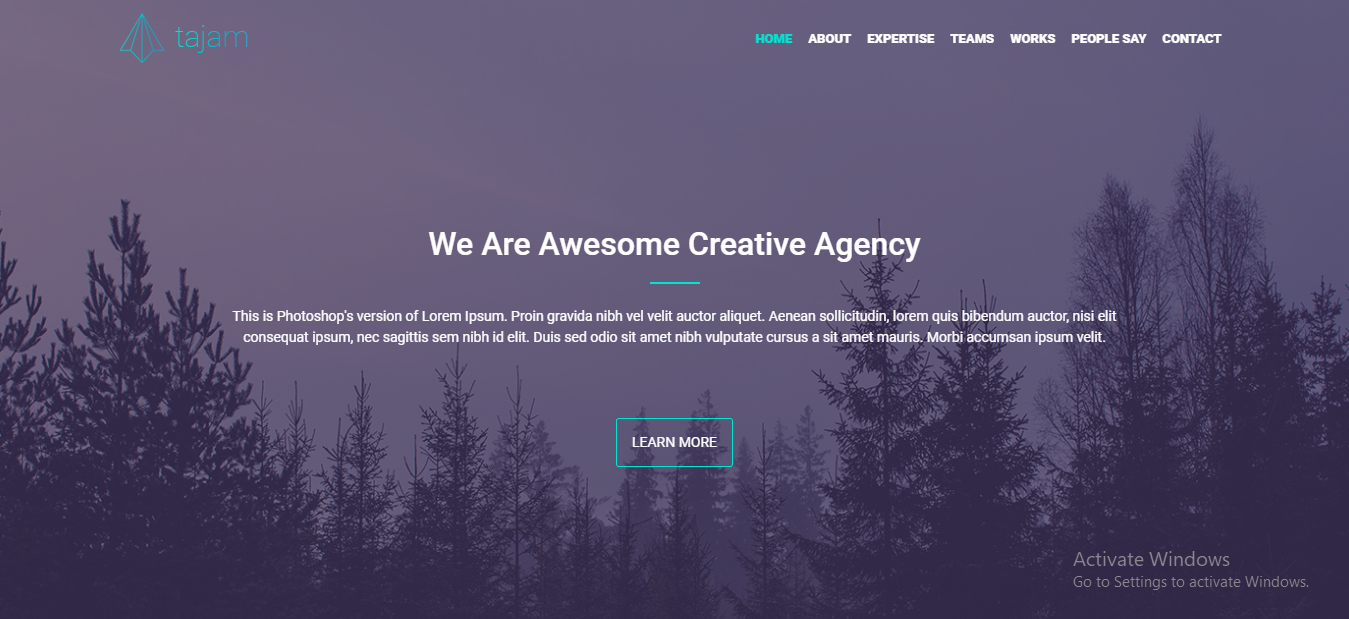 tajam
HOME ABOUT EXPERTISE TEAMS WORKS PEOPLE SAY CONTACT
We Are Awesome Creative Agency
This is Photoshop's version of Lorem Ipsum. Proin gravida nibh vel velit auctor aliquet. Aenean sollicitudin, lorem quis bibendum auctor, nisi elit
consequat ipsum, nec sagittis sem nibh id elit. Duis sed odio sit amet nibh vulputate cursus a sit amet mauris. Morbi accumsan ipsum velit.
LEARN MORE
Activate Windows
Go to Settings to activate Windows.